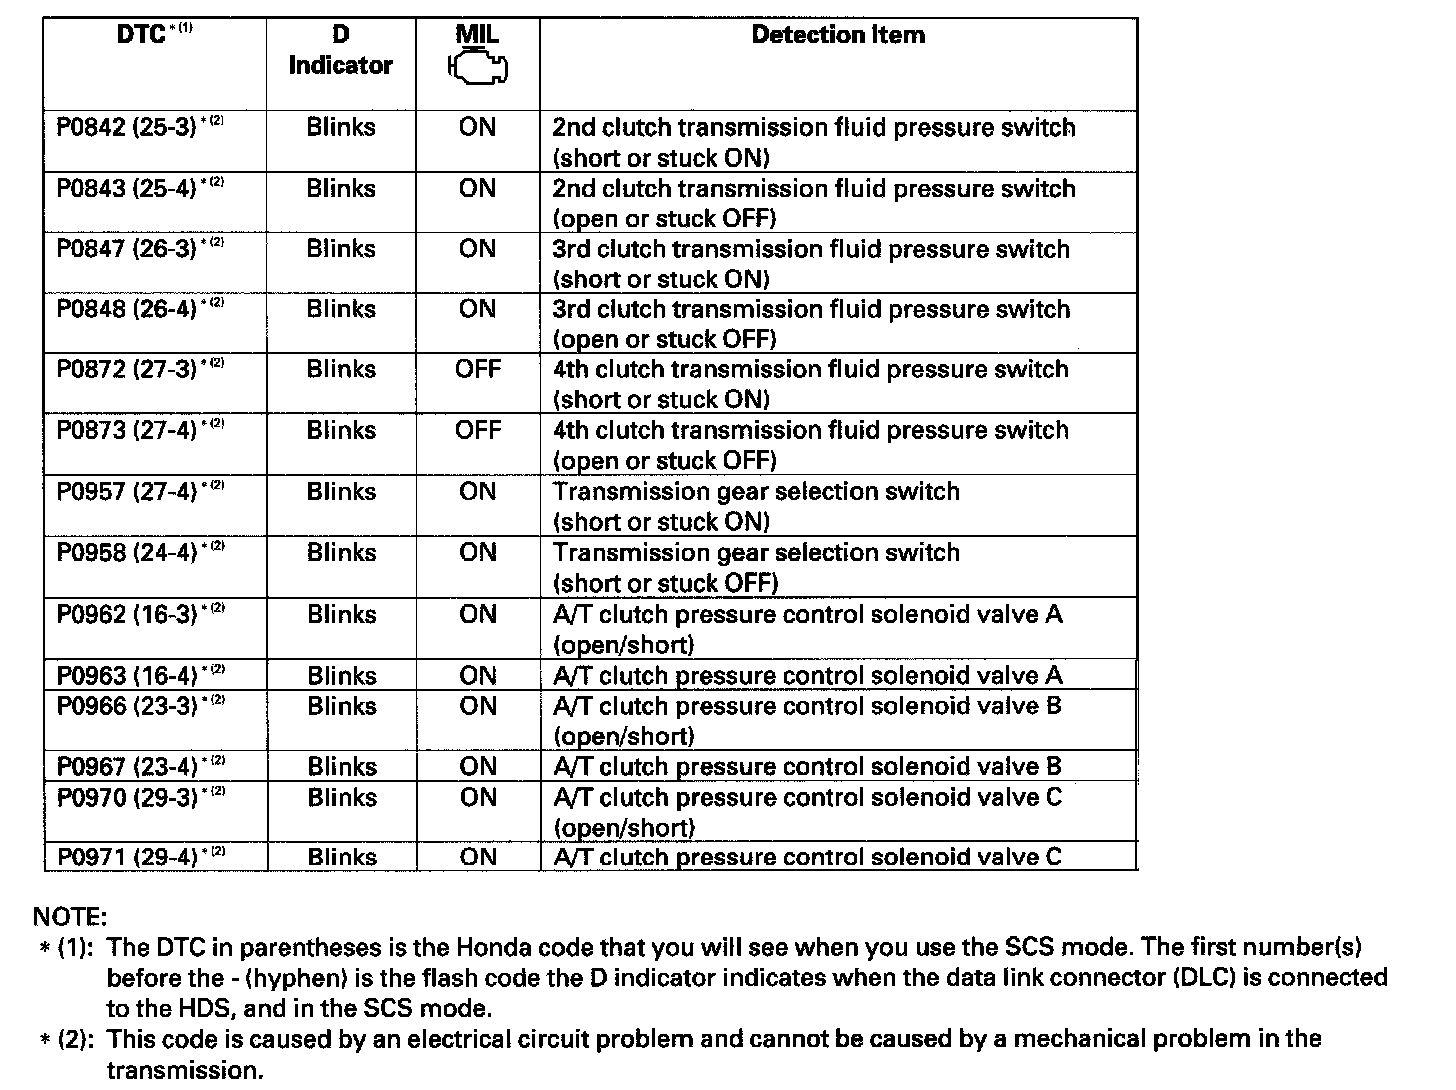 DTC *(1) D Indicator MIL Detection Item
P0842 (25-3) *(2) Blinks ON 2nd clutch transmission fluid pressure switch
(short or stuck ON)
P0843 (25-4) *(2) Blinks ON 2nd clutch transmission fluid pressure switch
(open or stuck OFF)
P0847 (26-3) *(2) Blinks ON 3rd clutch transmission fluid pressure switch
(short or stuck ON)
P0848 (26-4) *(2) Blinks ON 3rd clutch transmission fluid pressure switch
(open or stuck OFF)
P0872 (27-3) *(2) Blinks OFF 4th clutch transmission fluid pressure switch
(short or stuck ON)
P0873 (27-4) *(2) Blinks OFF 4th clutch transmission fluid pressure switch
(open or stuck OFF)
P0957 (27-4) *(2) Blinks ON Transmission gear selection switch
(short or stuck ON)
P0958 (24-4) *(2) Blinks ON Transmission gear selection switch
(short or stuck OFF)
P0962 (16-3) *(2) Blinks ON A/T clutch pressure control solenoid valve A
(open/short)
P0963 (16-4) *(2) Blinks ON A/T clutch pressure control solenoid valve A
P0966 (23-3) *(2) Blinks ON A/T clutch pressure control solenoid valve B
(open/short)
P0967 (23-4) *(2) Blinks ON A/T clutch pressure control solenoid valve B
P0970 (29-3) *(2) Blinks ON A/T clutch pressure control solenoid valve C
(open/short)
P0971 (29-4) *(2) Blinks ON A/T clutch pressure control solenoid valve C
NOTE:
* (1): The DTC in parentheses is the Honda code that you will see when you use the SCS mode. The first number(s)
before the - (hyphen) is the flash code the D indicator indicates when the data link connector (DLC) is connected
to the HDS, and in the SCS mode.
* (2): This code is caused by an electrical circuit problem and cannot be caused by a mechanical problem in the
transmission.